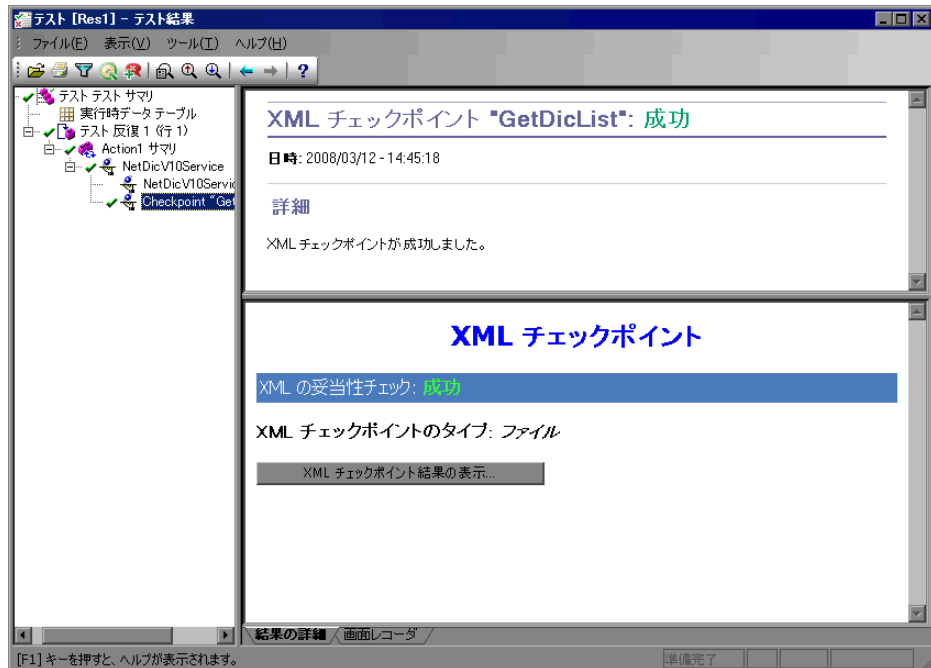 テスト [Res1] - テスト結果
ファイル(F) 表示(V) ツール(T) ヘルプ(H)
?
テスト テスト サマリ
実行時データ テーブル
テスト 反復 1 (行 1)
Action1 サマリ
NetDicV10Service
NetDicV10Servic
Checkpoint "Get
XML チェックポイント "GetDicList": 成功
日時: 2008/03/12 - 14:45:18
詳細
XML チェックポイントが成功しました。
XML チェックポイント
XML の妥当性チェック: 成功
XML チェックポイントのタイプ: ファイル
XML チェックポイント結果の表示...
結果の詳細 画面レコーダ
[F1] キーを押すと、ヘルプが表示されます。
準備完了